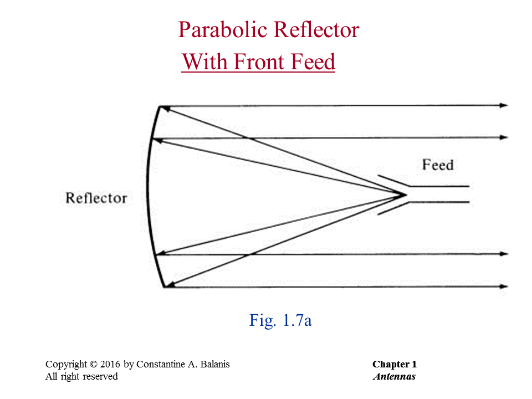 Parabolic Reflector
With Front Feed
Feed
Reflector
Fig. 1.7a
Copyright © 2016 by Constantine A. Balanis
All right reserved
Chapter 1
Antennas